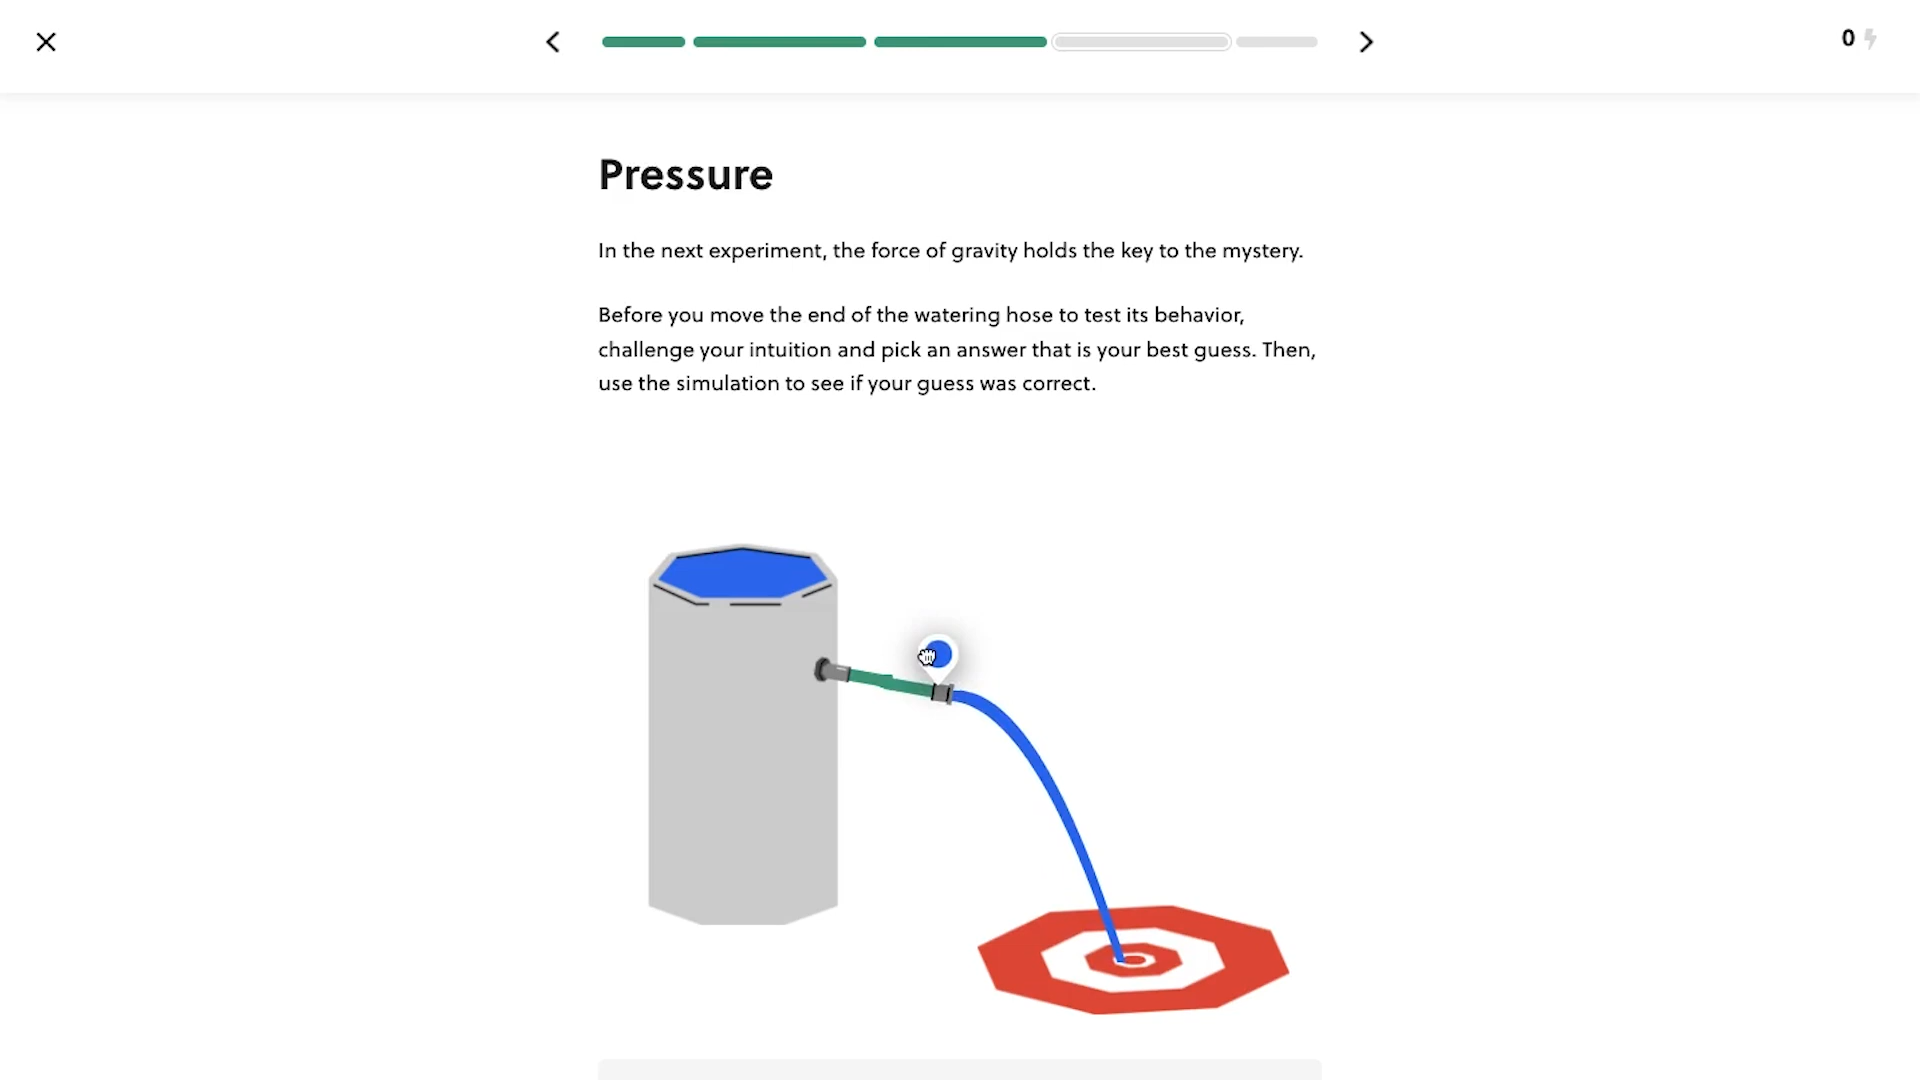 0
Pressure
In the next experiment, the force of gravity holds the key to the mystery.
Before you move the end of the watering hose to test its behavior,
challenge your intuition and pick an answer that is your best guess. Then,
use the simulation to see if your guess was correct.